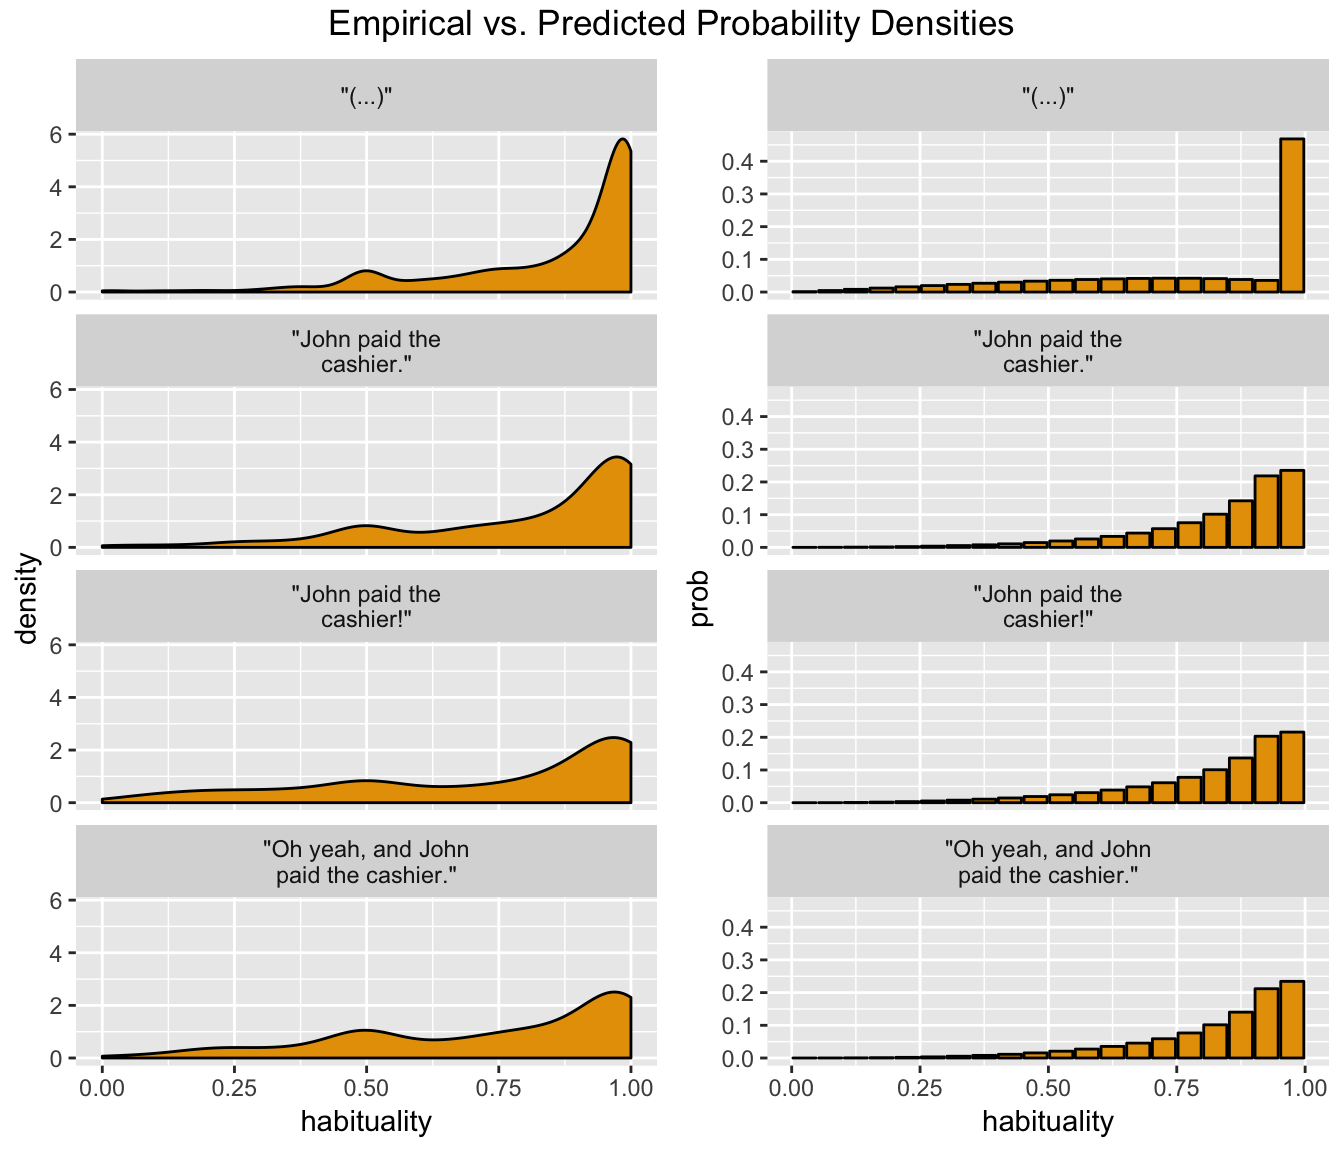 Empirical vs. Predicted Probability Densities
"(...)"
6
4
2
0
"John paid the
cashier."
6
4
2
0
"John paid the
cashier!"
6
4
2
0
"Oh yeah, and John
paid the cashier."
6
4
2
0
density
0.00 0.25 0.50 0.75 1.00
habituality
"(...)"
0.4
0.3
0.2
0.1
0.0
"John paid the
cashier."
0.4
0.3
0.2
0.1
0.0
"John paid the
cashier!"
0.4
0.3
0.2
0.1
0.0
"Oh yeah, and John
paid the cashier."
0.4
0.3
0.2
0.1
0.0
prob
0.00 0.25 0.50 0.75 1.00
habituality